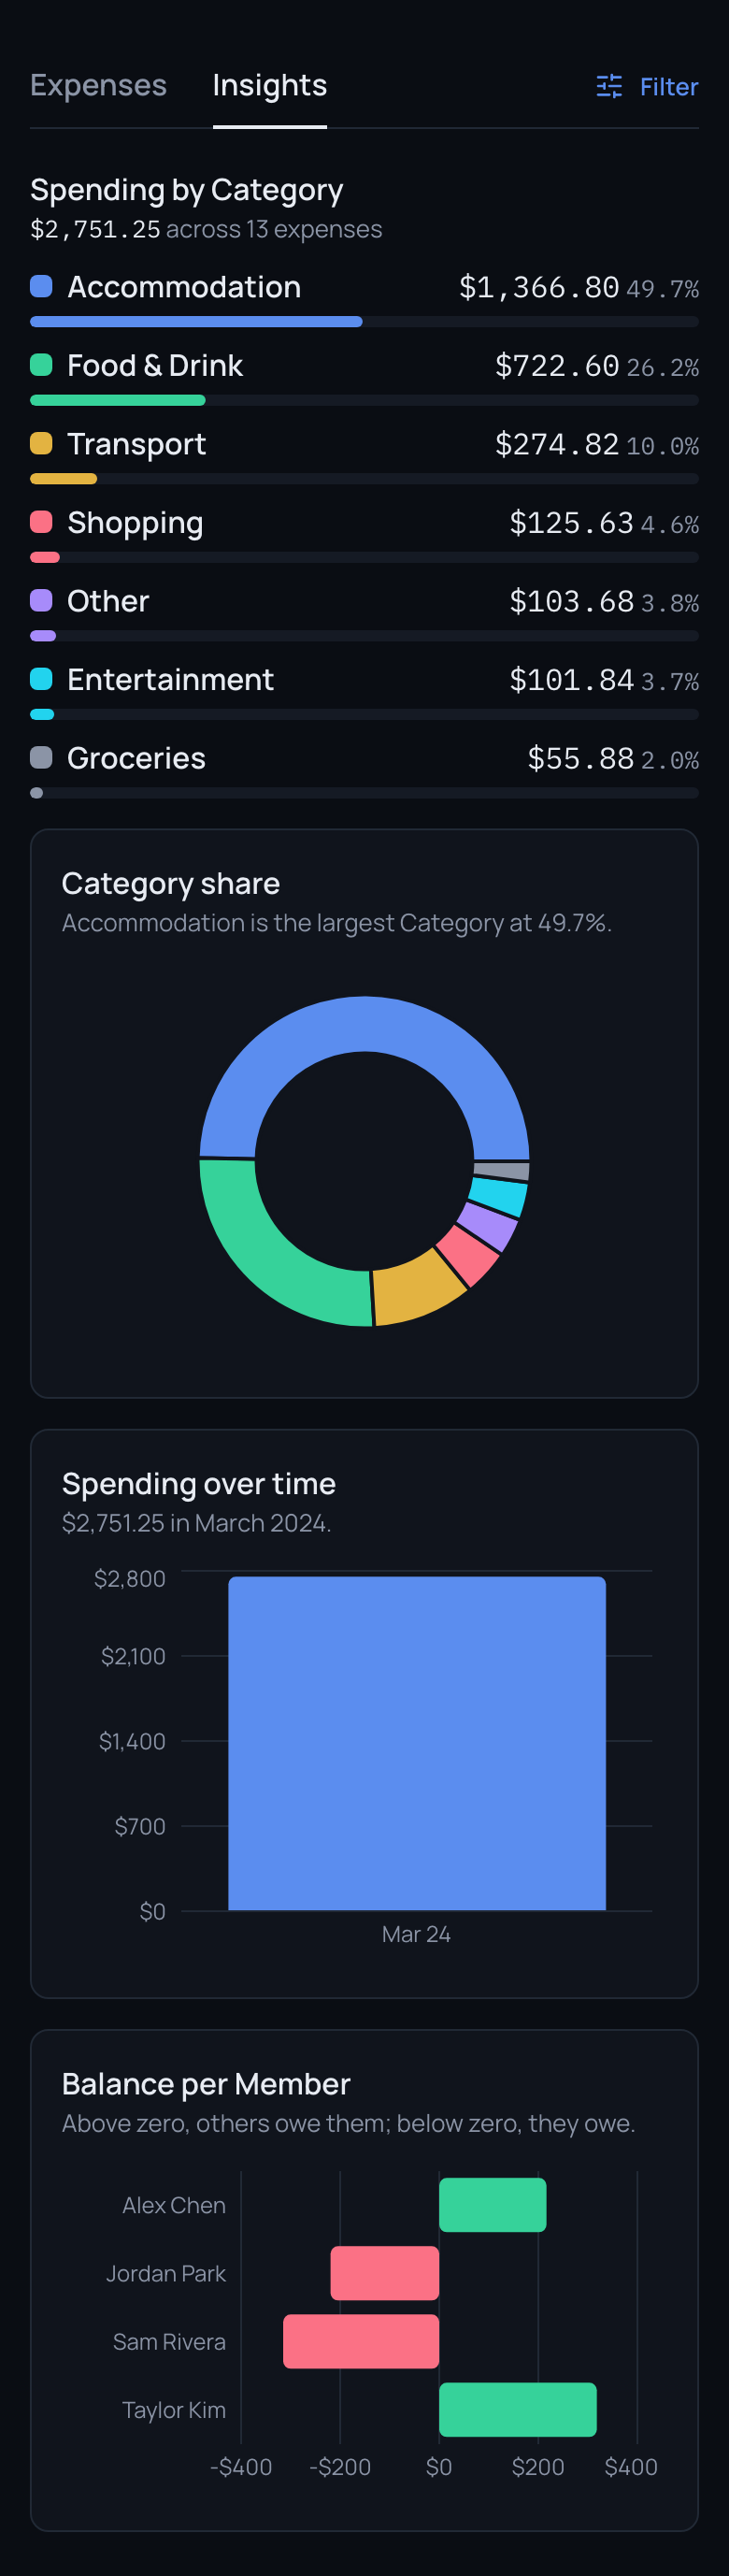 Expenses Insights Filter
Spending by Category
$2,751.25 across 13 expenses
Accommodation $1,366.80 49.7%
Food & Drink $722.60 26.2%
Transport $274.82 10.0%
Shopping $125.63 4.6%
Other $103.68 3.8%
Entertainment $101.84 3.7%
Groceries $55.88 2.0%
Category share
Accommodation is the largest Category at 49.7%.
Spending over time
$2,751.25 in March 2024.
$2,800
$2,100
$1,400
$700
$0
Mar 24
Balance per Member
Above zero, others owe them; below zero, they owe.
Alex Chen
Jordan Park
Sam Rivera
Taylor Kim
-$400 -$200 $0 $200 $400